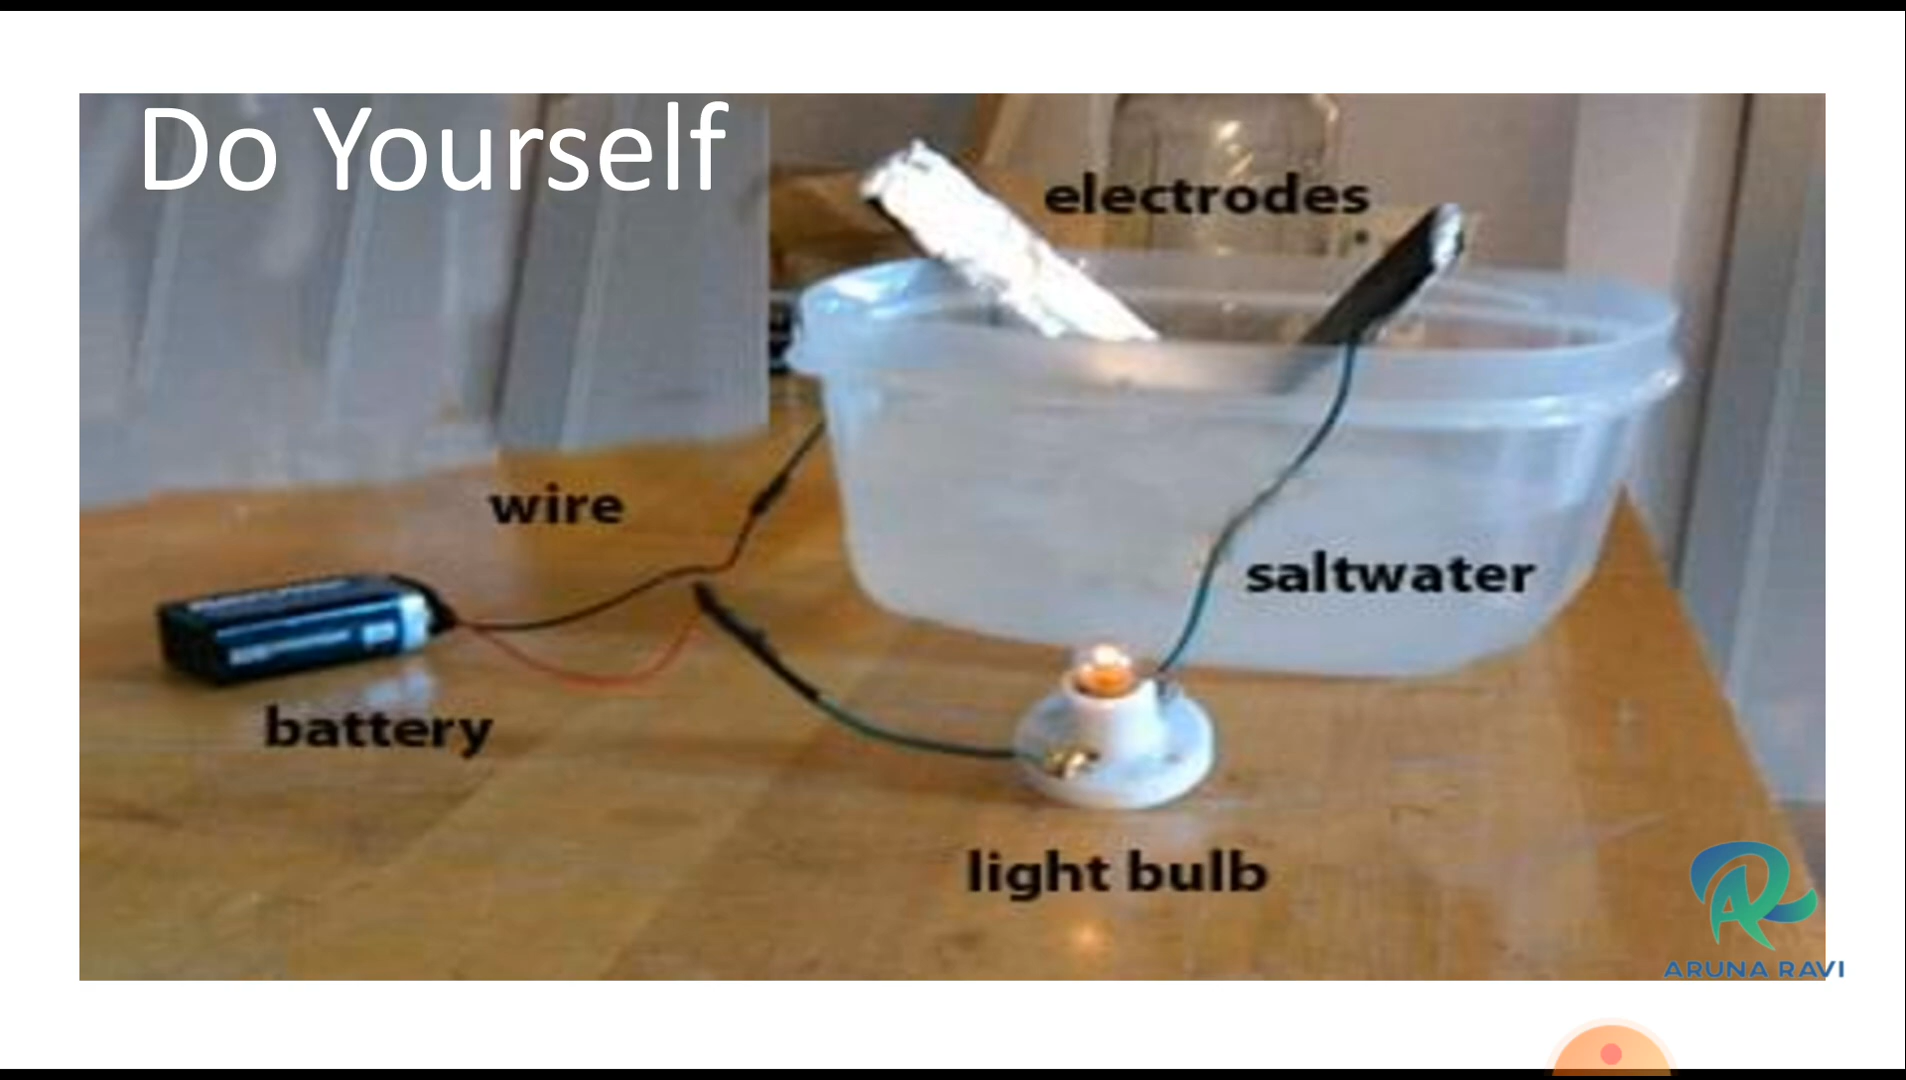 Do Yourself
electrodes
wire
saltwater
battery
light bulb
ARUNA RAVI